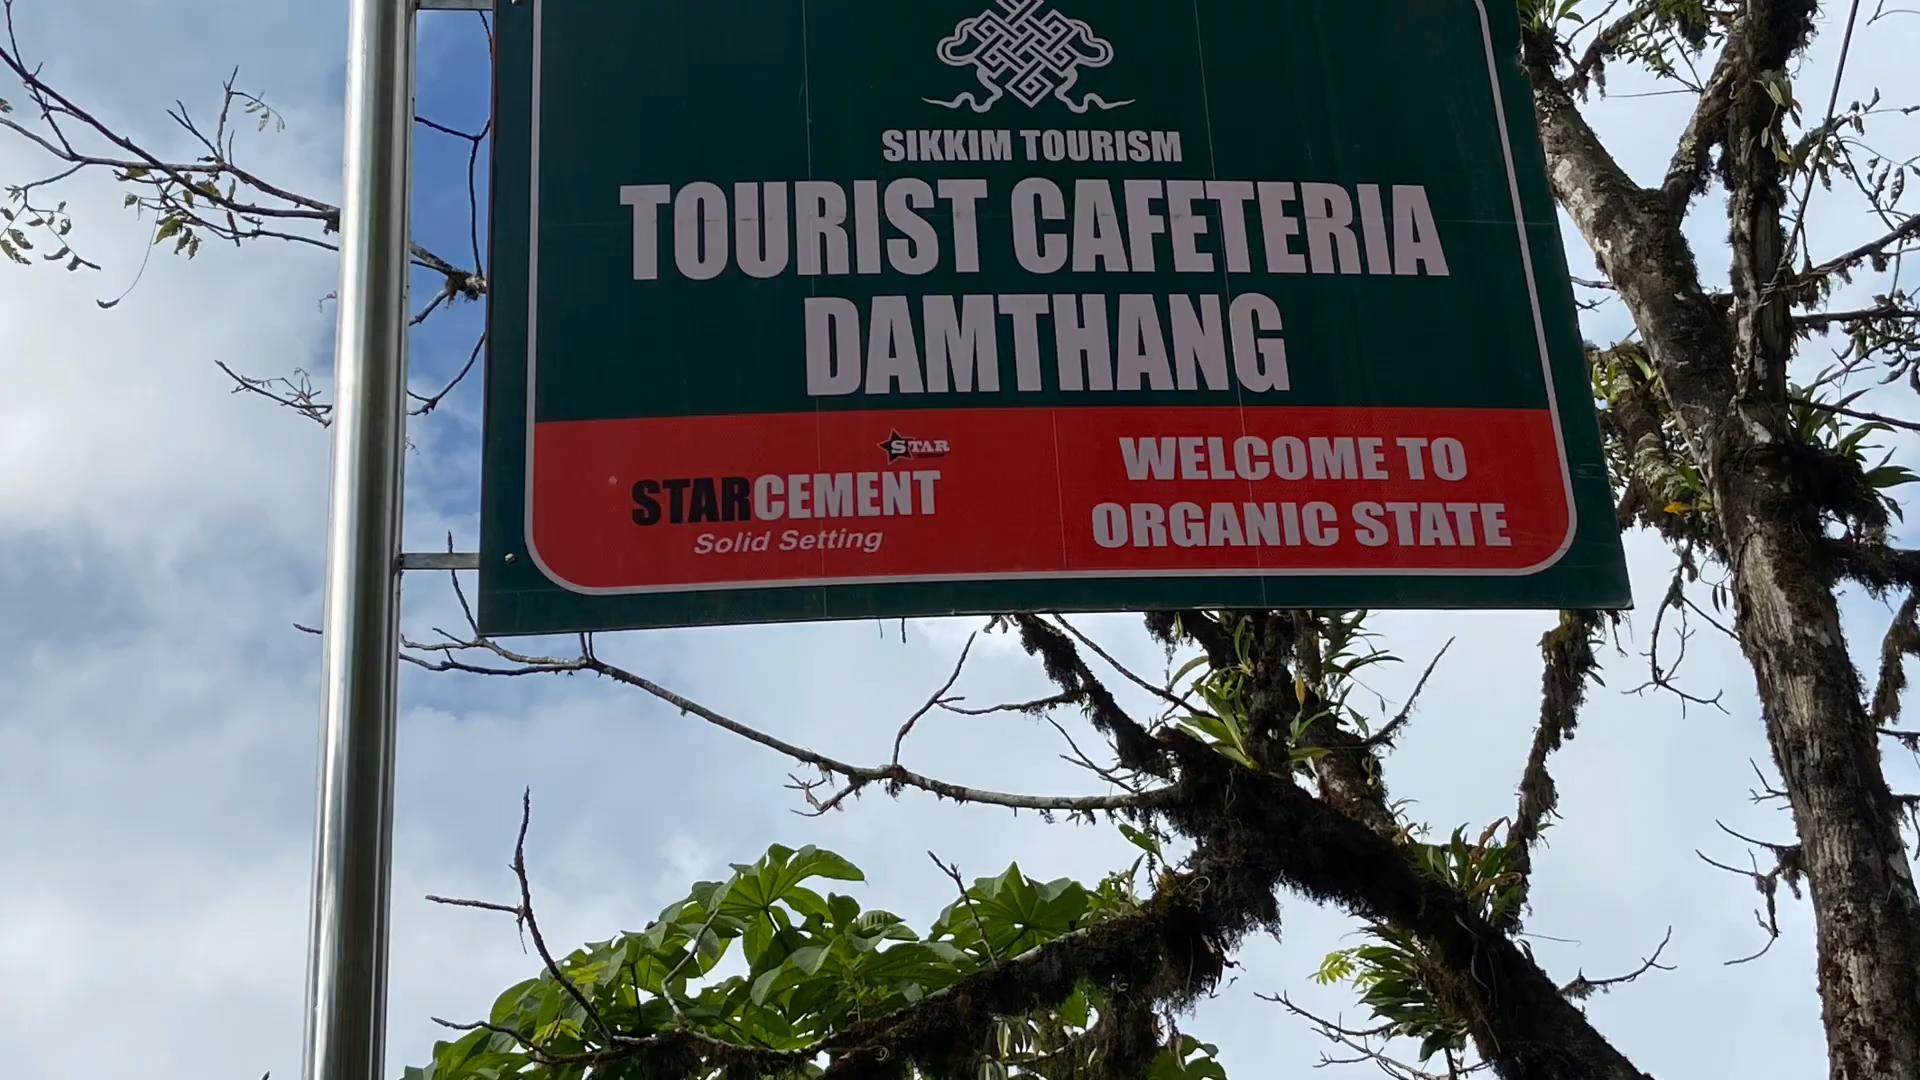 SIKKIM TOURISM
TOURIST CAFETERIA
DAMTHANG
STAR
STARCEMENT
Solid Setting
WELCOME TO
ORGANIC STATE